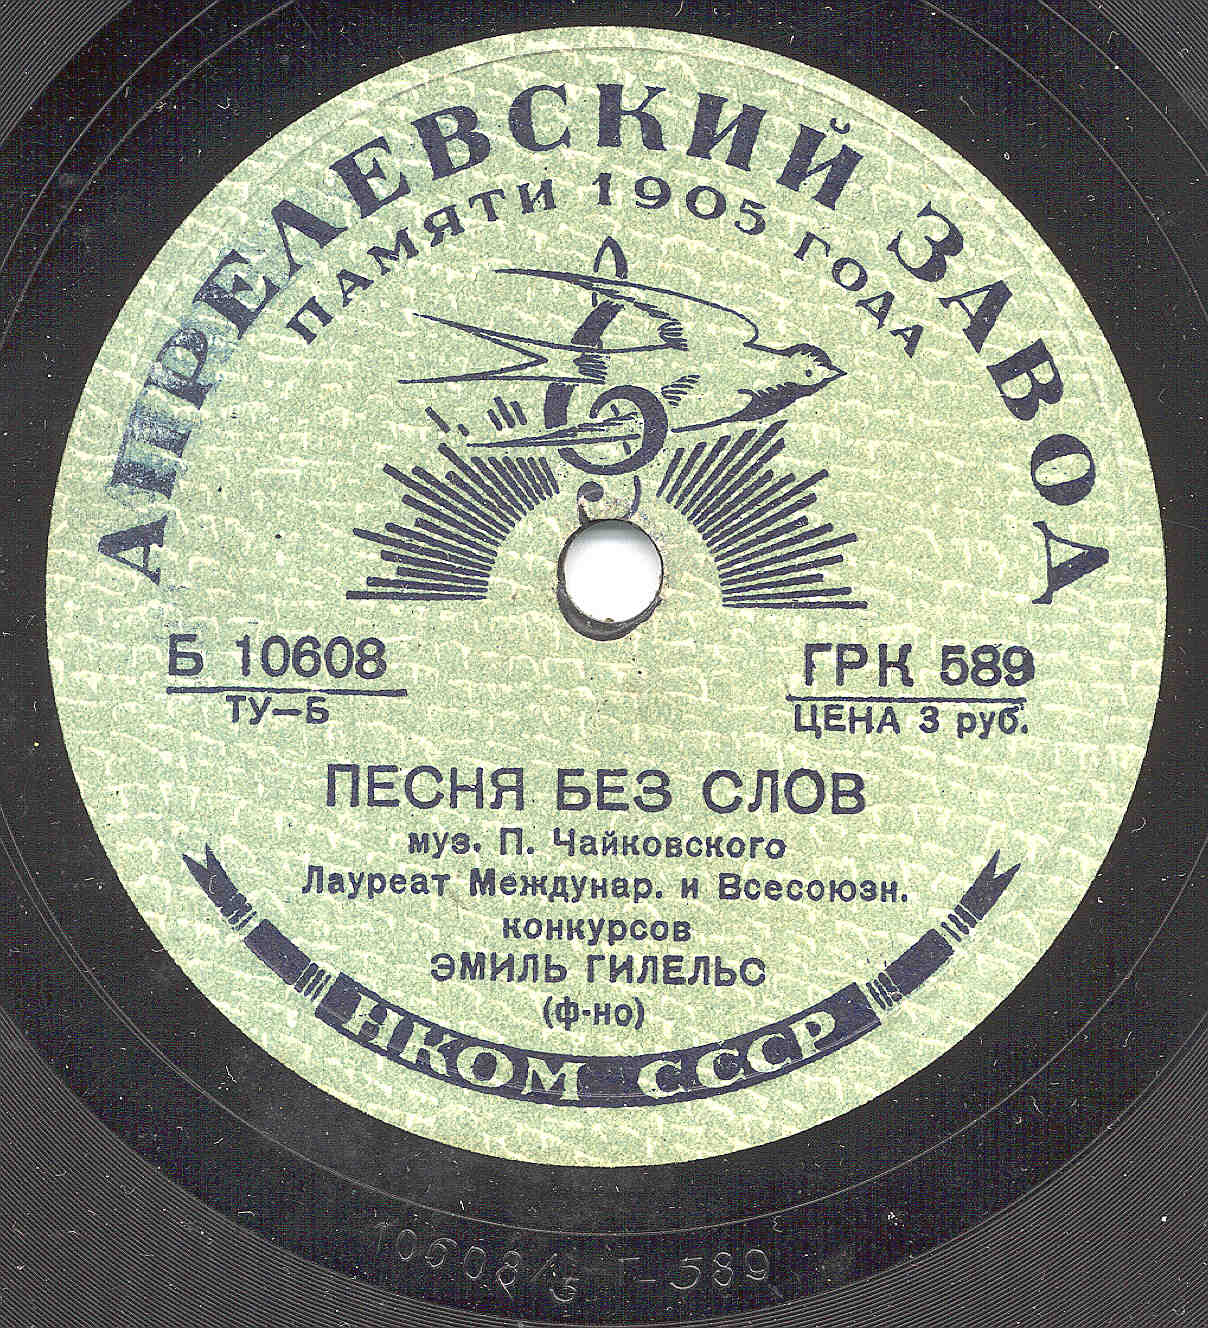 АПРЕЛЕВСКИЙ ЗАВОД
ПАМЯТИ 1905 ГОДА
Б 10608
ТУ–Б
ГРК 589
ЦЕНА 3 руб.
ПЕСНЯ БЕЗ СЛОВ
муз. П. Чайковского
Лауреат Междунар. и Всесоюзн.
конкурсов
ЭМИЛЬ ГИЛЕЛЬС
(ф-но)
НКОМ СССР
10608/5 Г-589